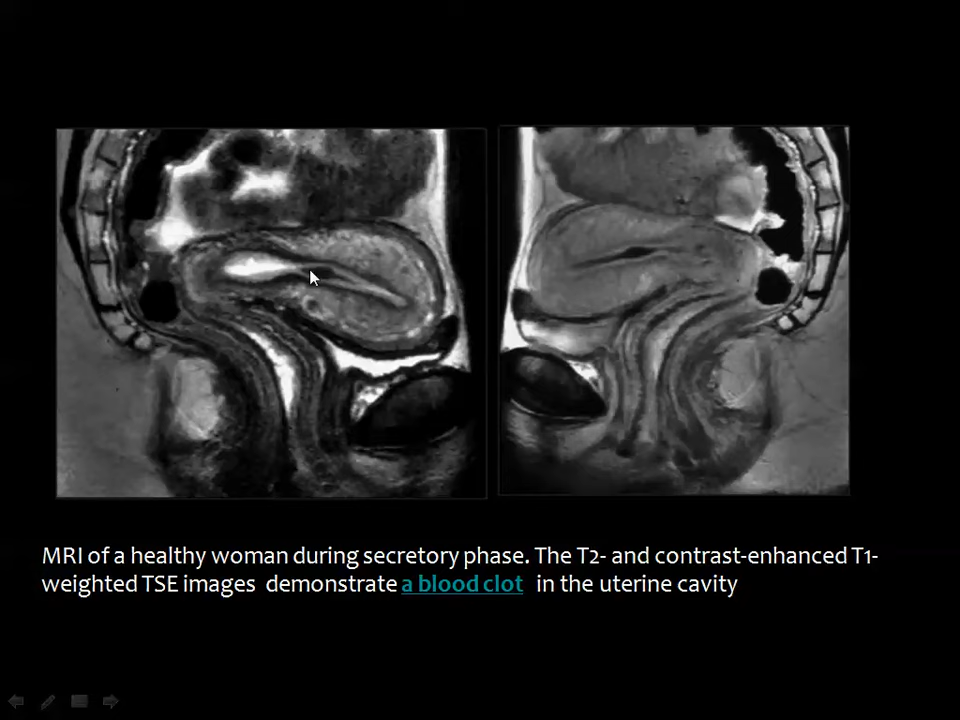 MRI of a healthy woman during secretory phase. The T2- and contrast-enhanced T1-
weighted TSE images demonstrate a blood clot in the uterine cavity